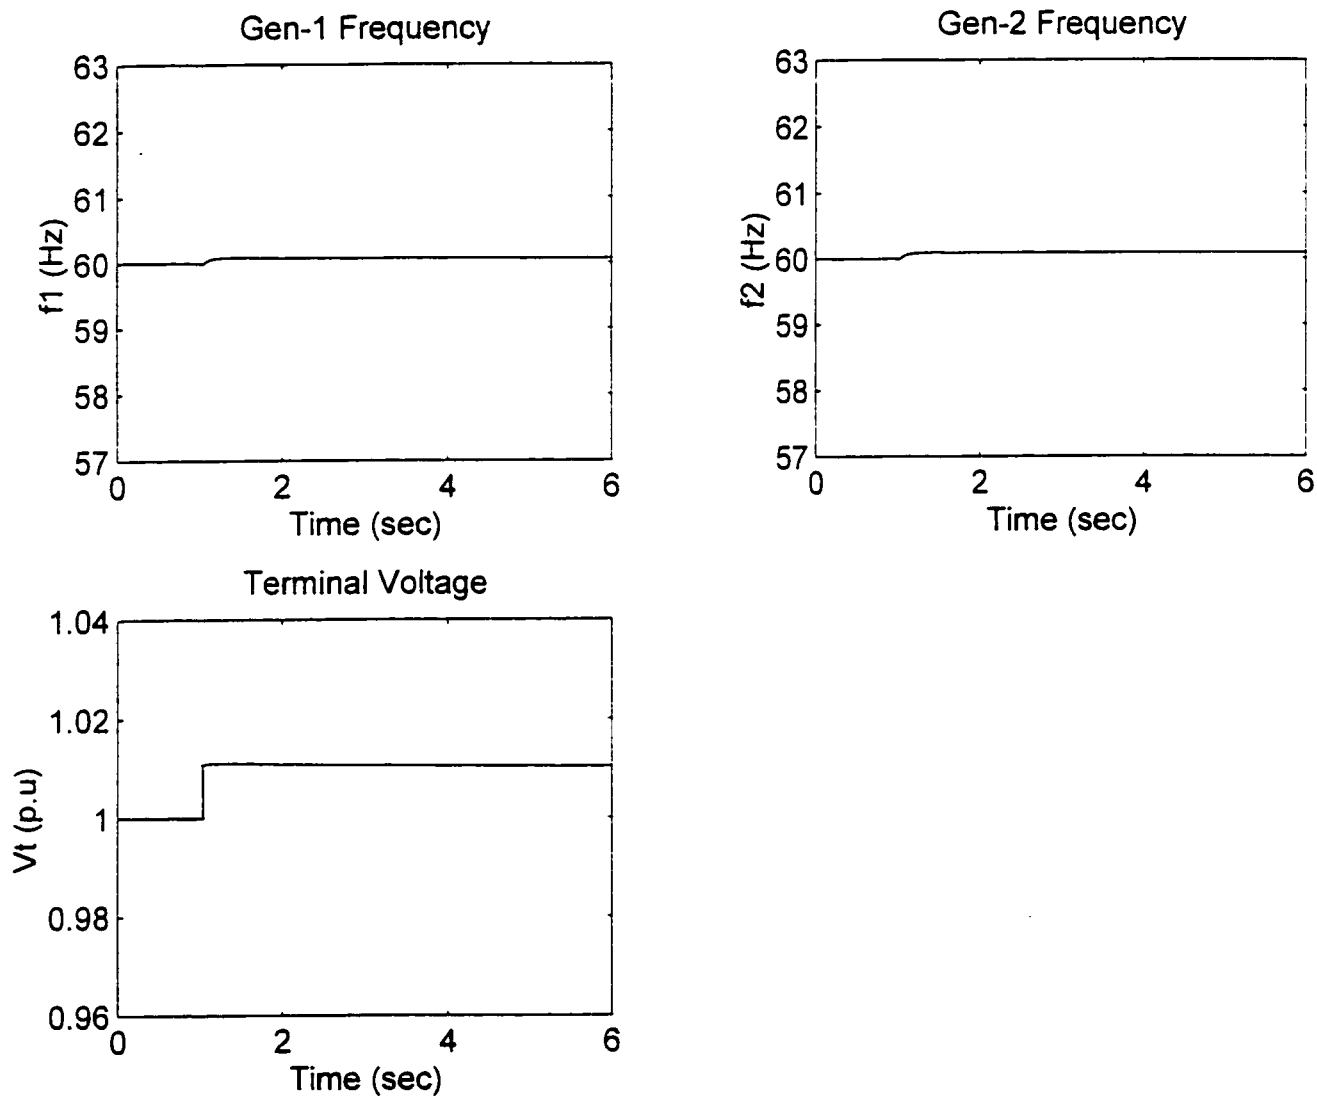 Gen-1 Frequency
63
62
61
60
59
58
57
f1 (Hz)
0 2 4 6
Time (sec)
Gen-2 Frequency
63
62
61
60
59
58
57
f2 (Hz)
0 2 4 6
Time (sec)
Terminal Voltage
1.04
1.02
1
0.98
0.96
Vt (p.u)
0 2 4 6
Time (sec)